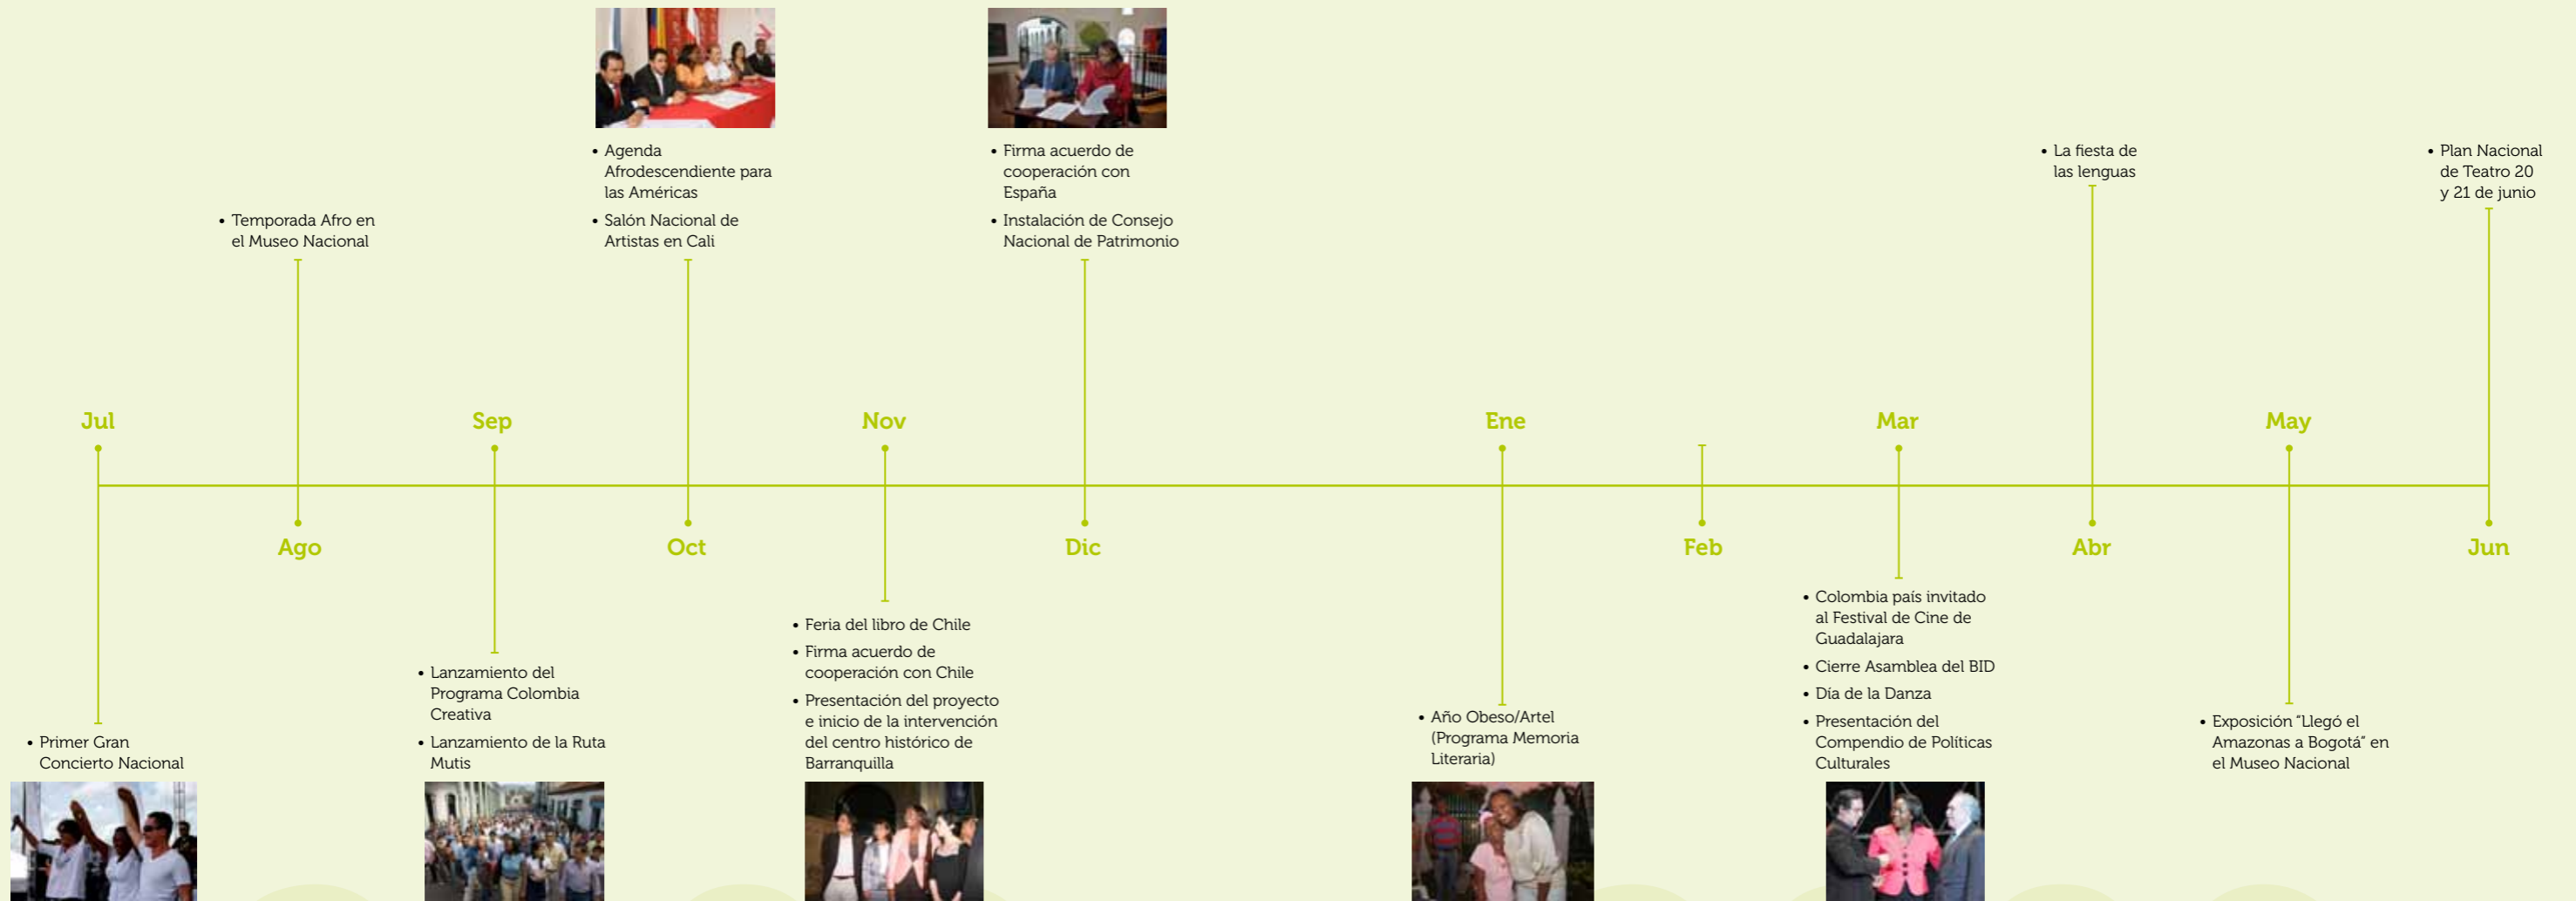 • Agenda
Afrodescendiente para
las Américas
• Salón Nacional de
Artistas en Cali
• Firma acuerdo de
cooperación con
España
• Instalación de Consejo
Nacional de Patrimonio
• La fiesta de
las lenguas
• Plan Nacional
de Teatro 20
y 21 de junio
• Temporada Afro en
el Museo Nacional
Jul
Sep
Nov
Ene
Mar
May
Ago
Oct
Dic
Feb
Abr
Jun
• Primer Gran
Concierto Nacional
• Lanzamiento del
Programa Colombia
Creativa
• Lanzamiento de la Ruta
Mutis
• Feria del libro de Chile
• Firma acuerdo de
cooperación con Chile
• Presentación del proyecto
e inicio de la intervención
del centro histórico de
Barranquilla
• Año Obeso/Artel
(Programa Memoria
Literaria)
• Colombia país invitado
al Festival de Cine de
Guadalajara
• Cierre Asamblea del BID
• Día de la Danza
• Presentación del
Compendio de Políticas
Culturales
• Exposición “Llegó el
Amazonas a Bogotá” en
el Museo Nacional